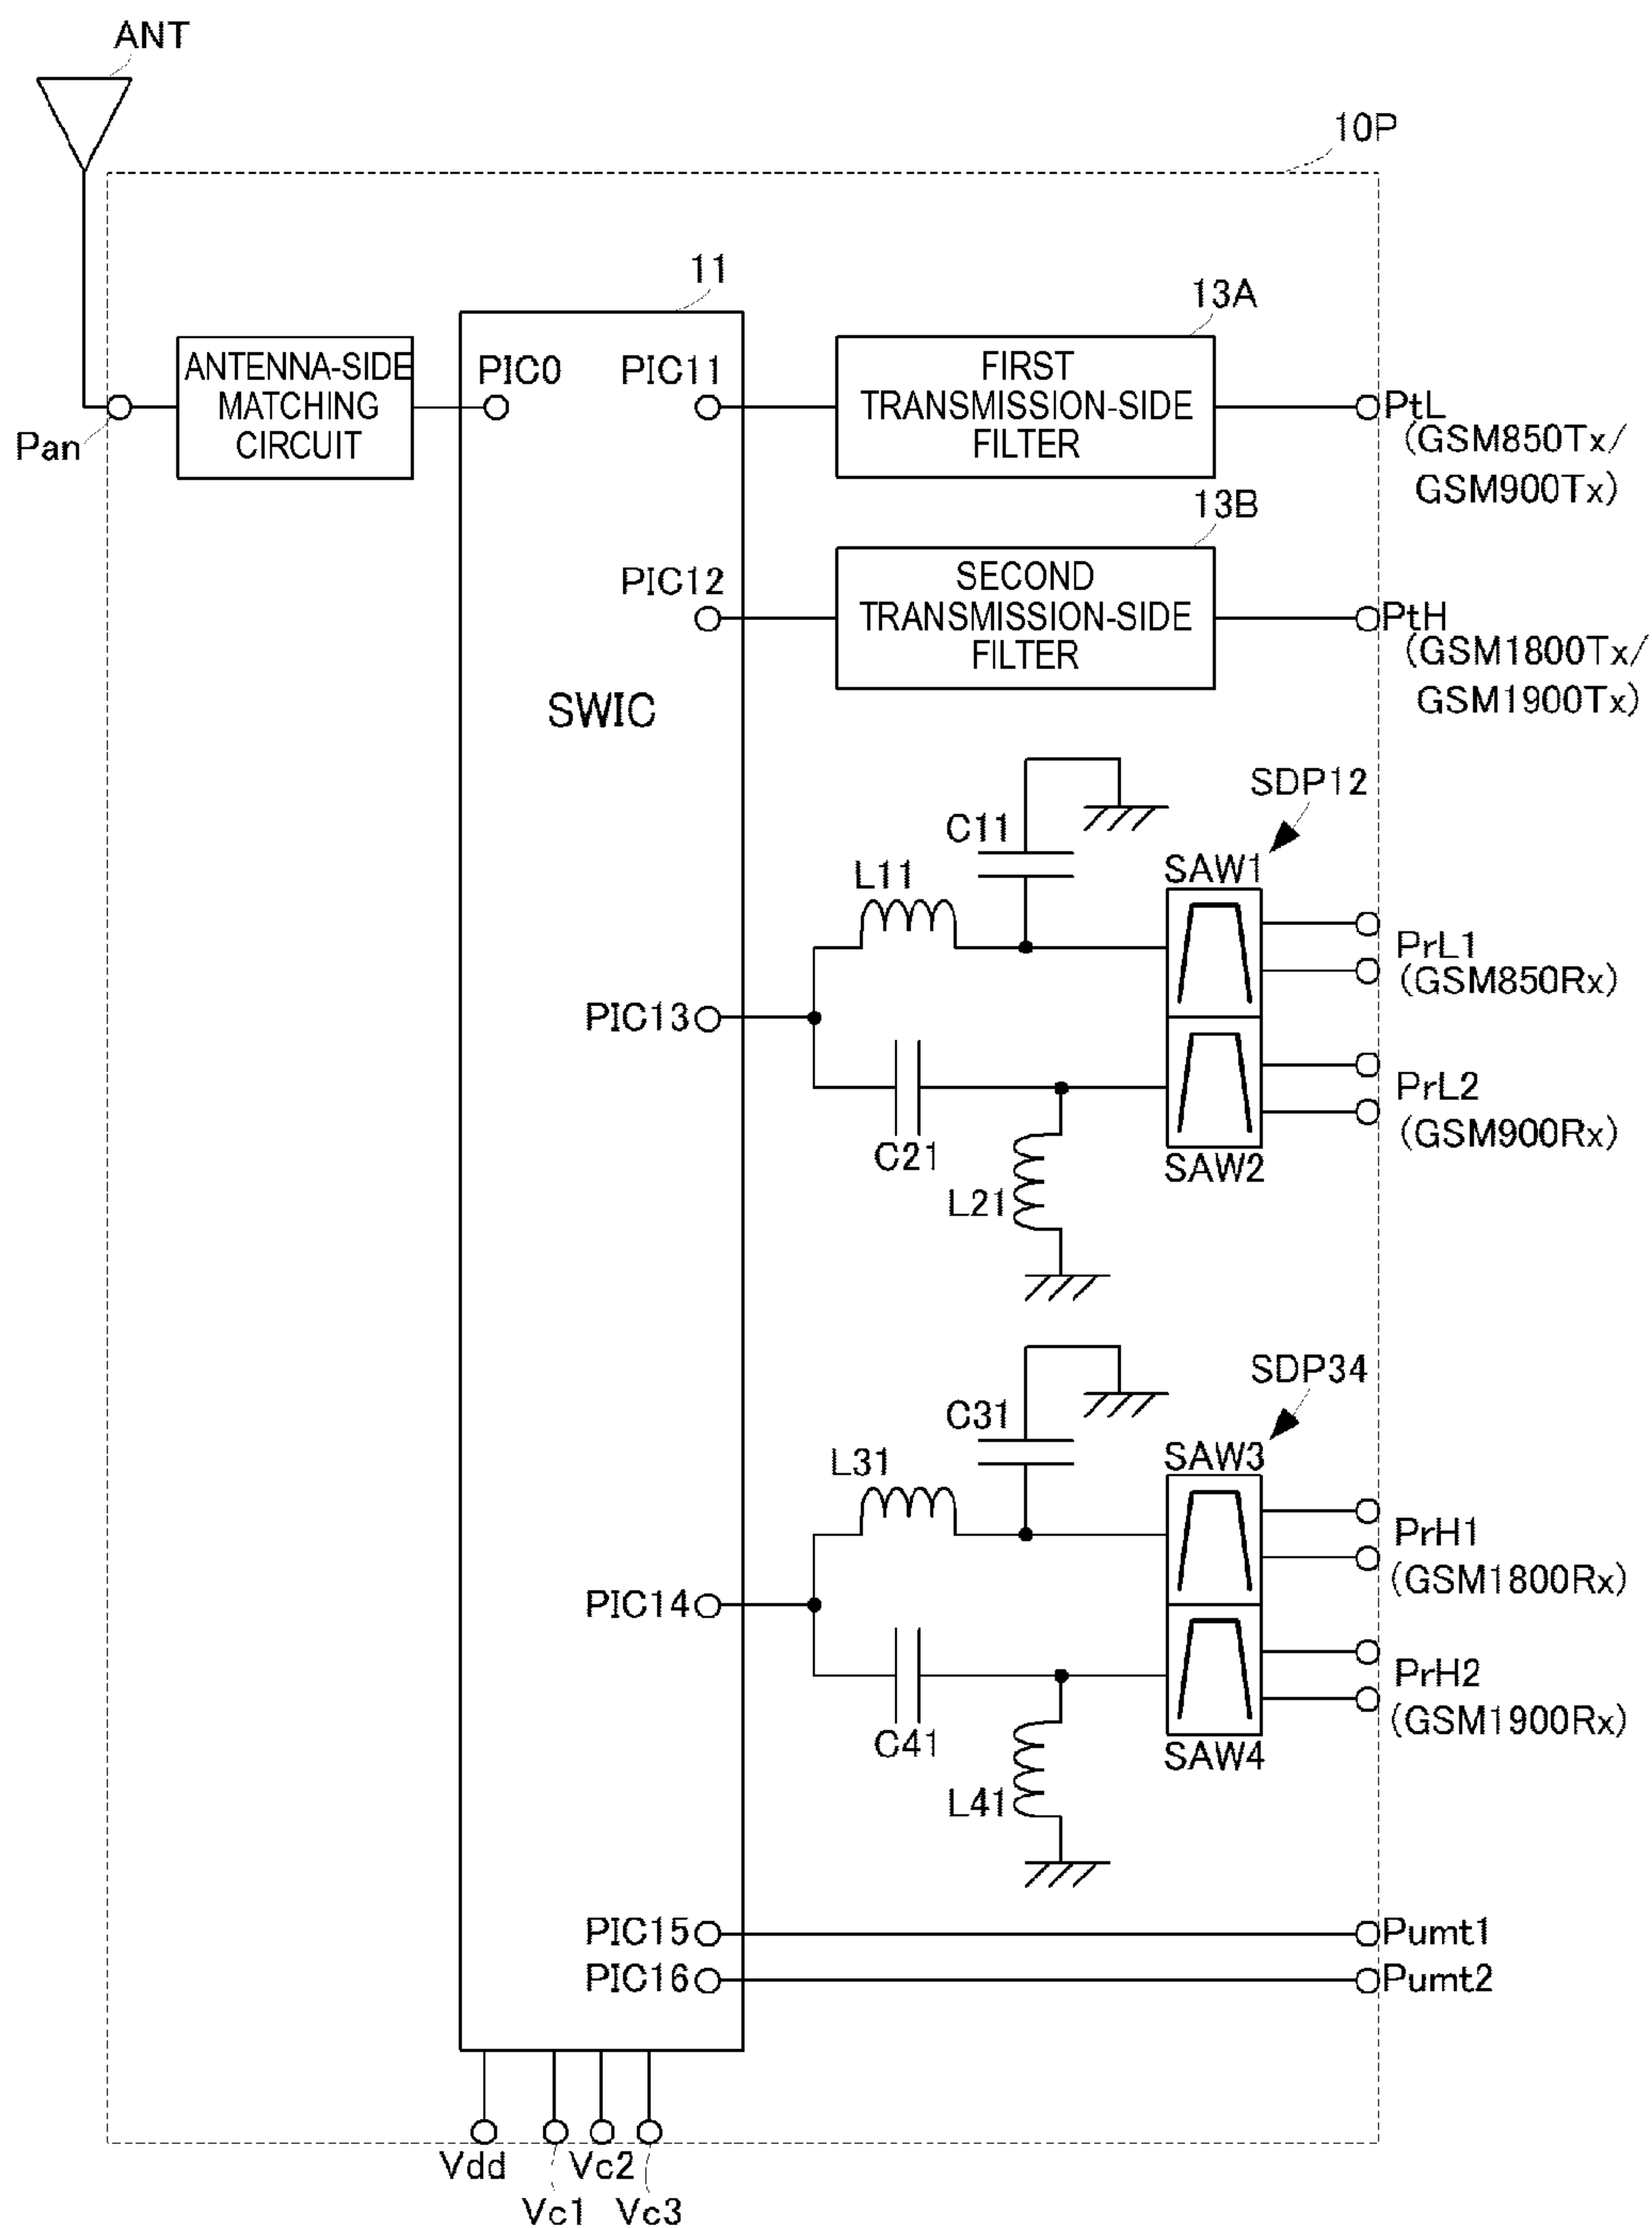 ANT
10P
11
13A
ANTENNA-SIDE
MATCHING
CIRCUIT
PIC0
PIC11
FIRST
TRANSMISSION-SIDE
FILTER
PtL
(GSM850Tx/
GSM900Tx)
Pan
13B
PIC12
SECOND
TRANSMISSION-SIDE
FILTER
PtH
(GSM1800Tx/
GSM1900Tx)
SWIC
SDP12
C11
SAW1
L11
PrL1
(GSM850Rx)
PIC13
PrL2
(GSM900Rx)
C21
SAW2
L21
SDP34
C31
SAW3
L31
PrH1
(GSM1800Rx)
PIC14
PrH2
(GSM1900Rx)
C41
SAW4
L41
PIC15
Pumt1
PIC16
Pumt2
Vdd
Vc2
Vc1
Vc3